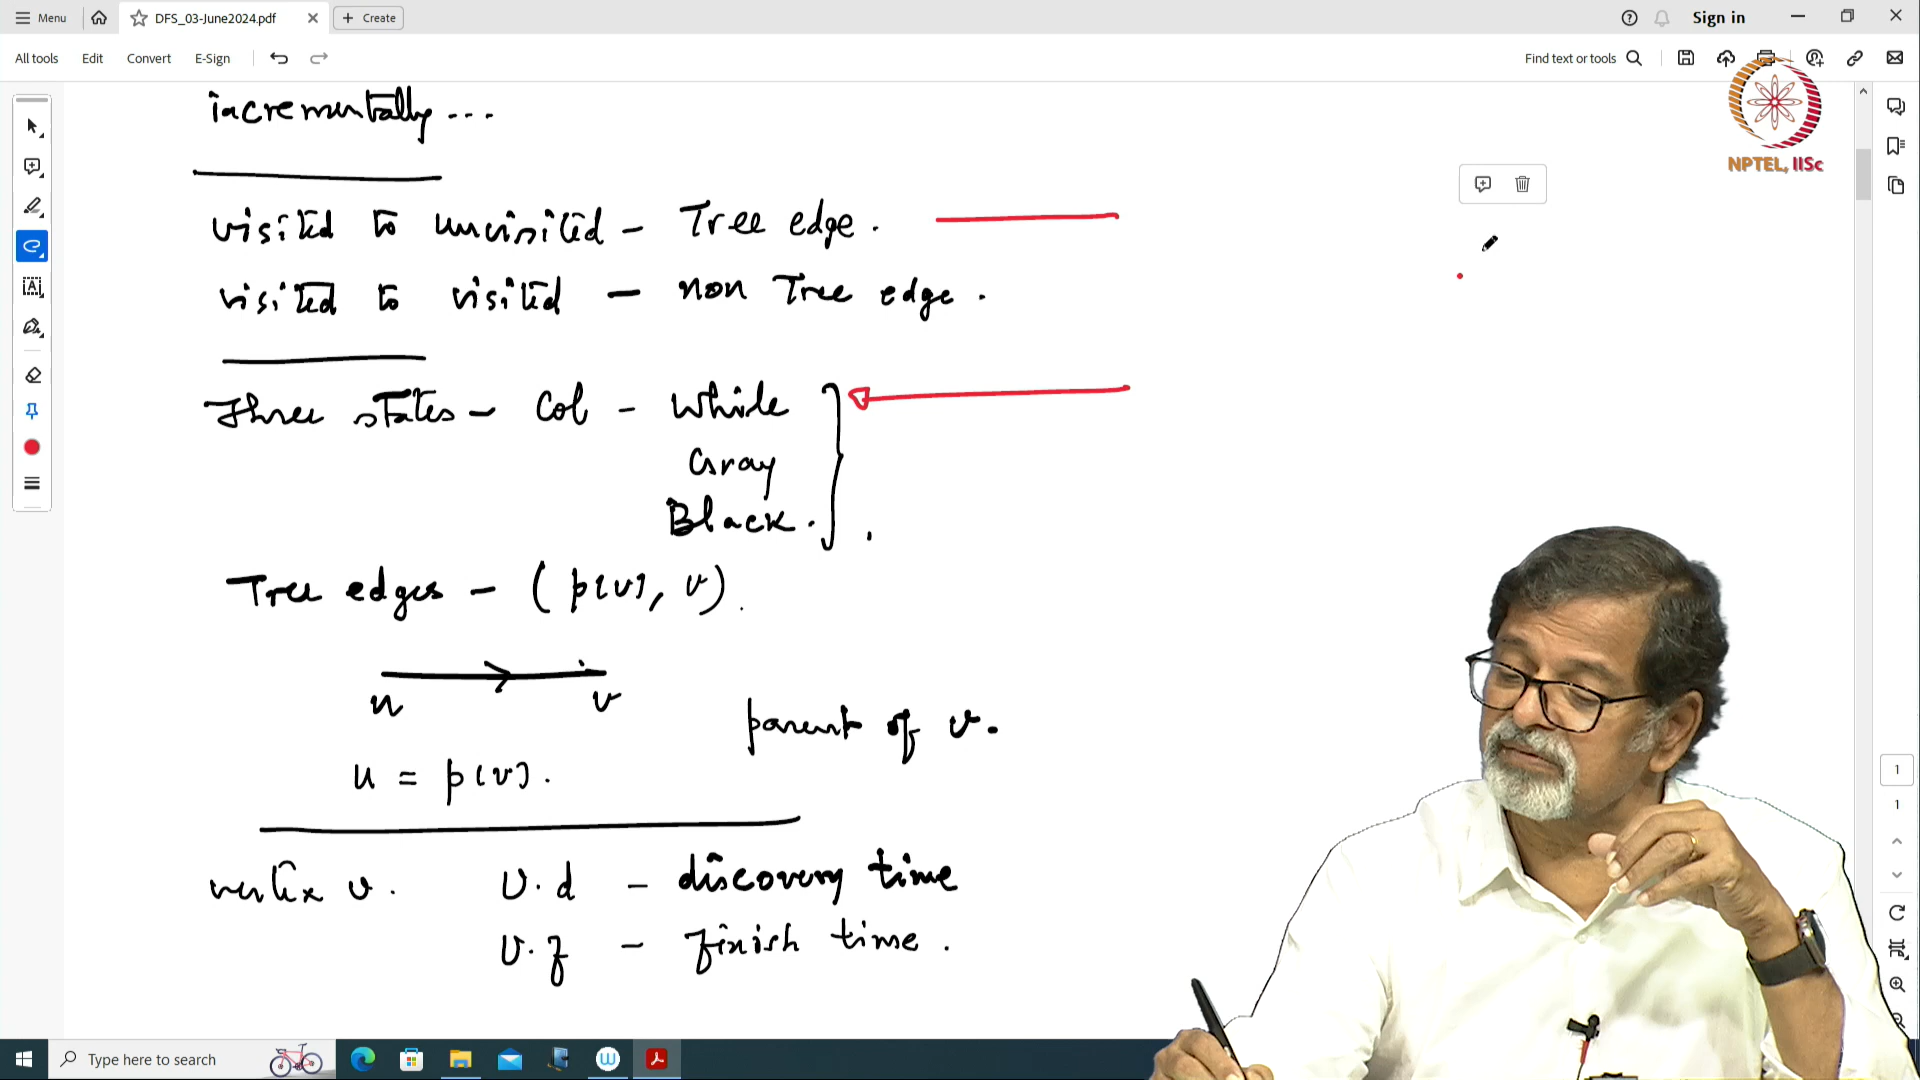 Menu
DFS_03-June2024.pdf
Create
Sign in
All tools
Edit
Convert
E-Sign
Find text or tools
NPTEL, IISc
incrementally ...
visited to unvisited - Tree edge.
visited to visited - non Tree edge.
Three states - Col - While
Gray
Black.
Tree edges - (p[v], v).
u
v
parent of v.
u = p[v].
vertex v. v.d - discovery time
v.f - finish time.
1
1
Type here to search